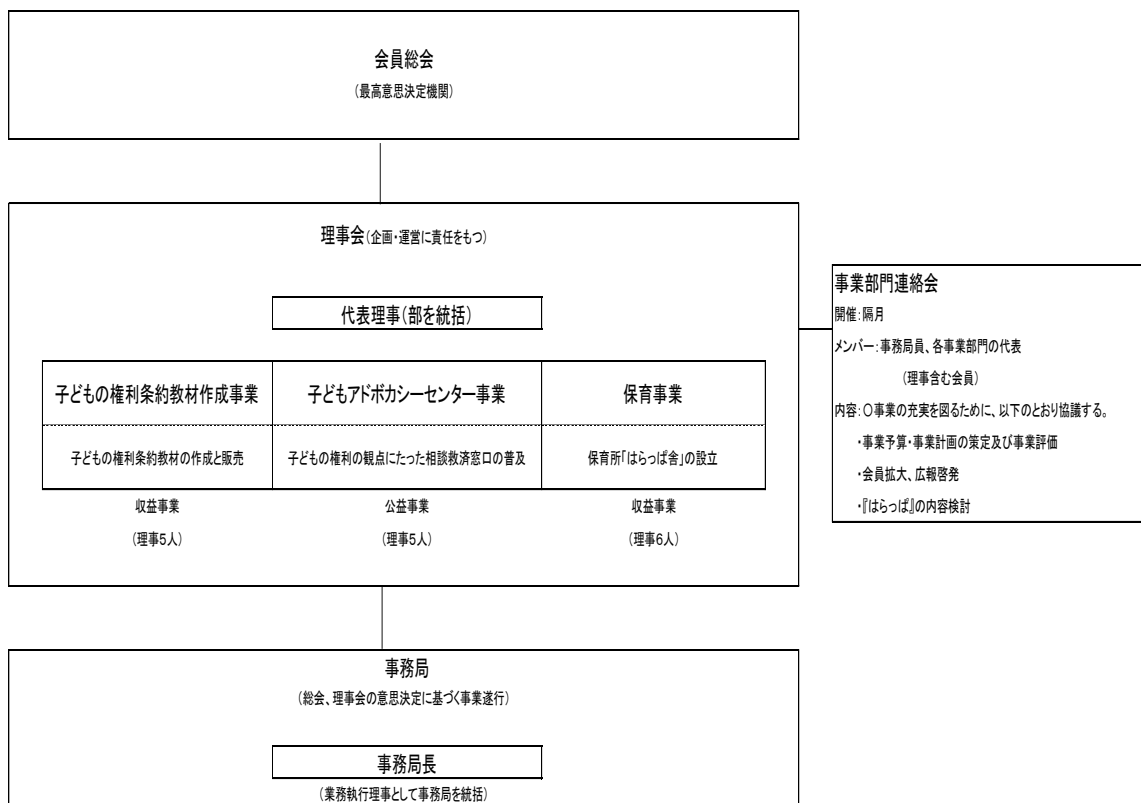 会員総会
(最高意思決定機関)
理事会(企画・運営に責任をもつ)
代表理事(部を統括)
子どもの権利条約教材作成事業
子どもアドボカシーセンター事業
保育事業
子どもの権利条約教材の作成と販売
子どもの権利の観点にたった相談救済窓口の普及
保育所「はらっぱ舎」の設立
収益事業
公益事業
収益事業
(理事5人)
(理事5人)
(理事6人)
事業部門連絡会
開催:隔月
メンバー:事務局員、各事業部門の代表
(理事含む会員)
内容:〇事業の充実を図るために、以下のとおり協議する。
・事業予算・事業計画の策定及び事業評価
・会員拡大、広報啓発
・『はらっぱ』の内容検討
事務局
(総会、理事会の意思決定に基づく事業遂行)
事務局長
(業務執行理事として事務局を統括)